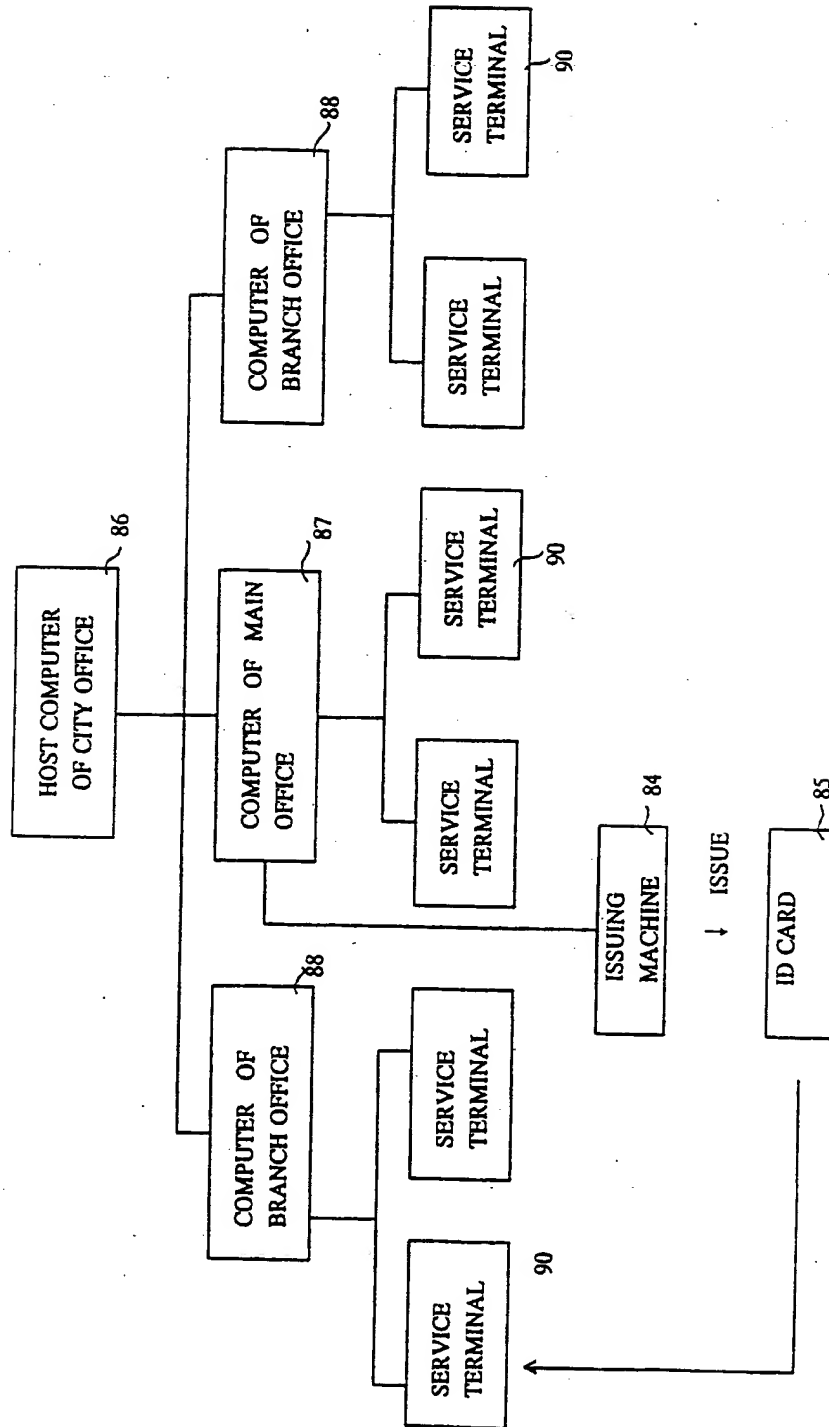 HOST COMPUTER
OF CITY OFFICE
86
COMPUTER OF
BRANCH OFFICE
88
COMPUTER OF MAIN
OFFICE
87
COMPUTER OF
BRANCH OFFICE
88
SERVICE
TERMINAL
90
SERVICE
TERMINAL
SERVICE
TERMINAL
SERVICE
TERMINAL
90
SERVICE
TERMINAL
SERVICE
TERMINAL
90
ISSUING
MACHINE
84
↓ ISSUE
ID CARD
85